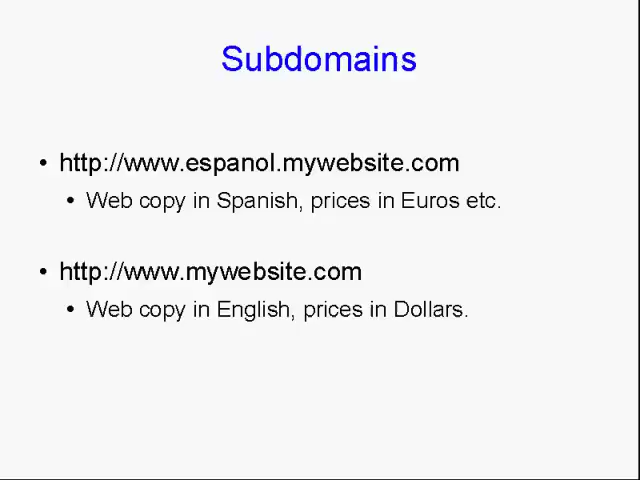 Subdomains
• http://www.espanol.mywebsite.com
• Web copy in Spanish, prices in Euros etc.
• http://www.mywebsite.com
• Web copy in English, prices in Dollars.